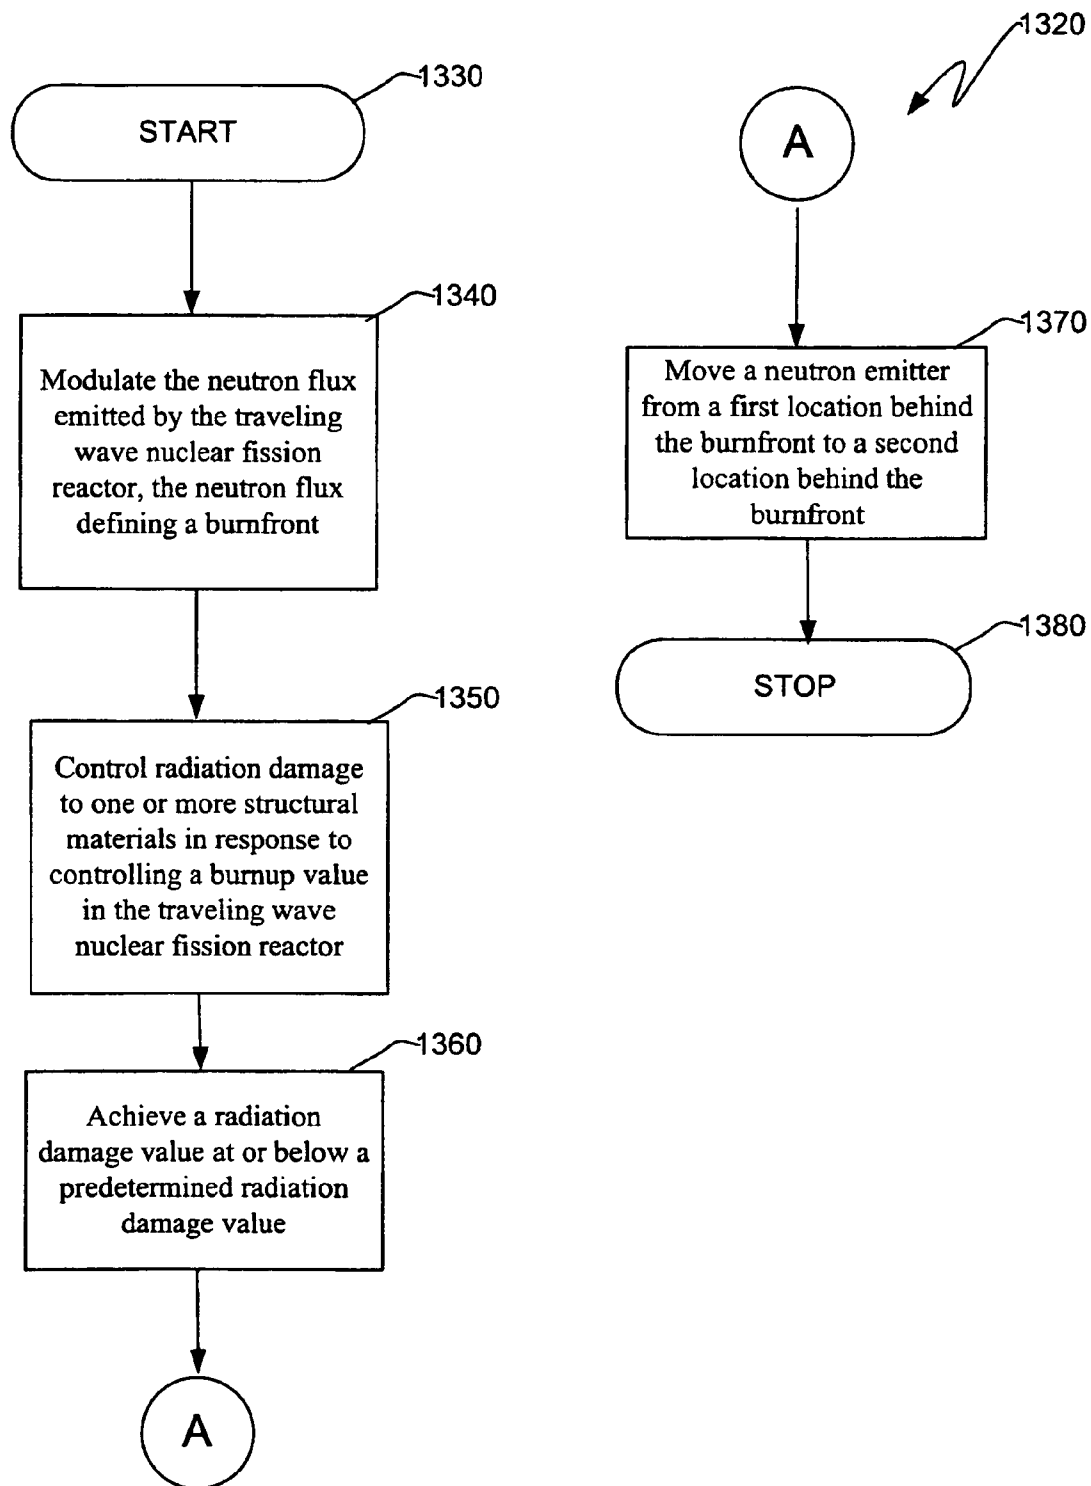 1330
START
1340
Modulate the neutron flux
emitted by the traveling
wave nuclear fission
reactor, the neutron flux
defining a burnfront
1350
Control radiation damage
to one or more structural
materials in response to
controlling a burnup value
in the traveling wave
nuclear fission reactor
1360
Achieve a radiation
damage value at or below a
predetermined radiation
damage value
A
1320
A
1370
Move a neutron emitter
from a first location behind
the burnfront to a second
location behind the
burnfront
1380
STOP